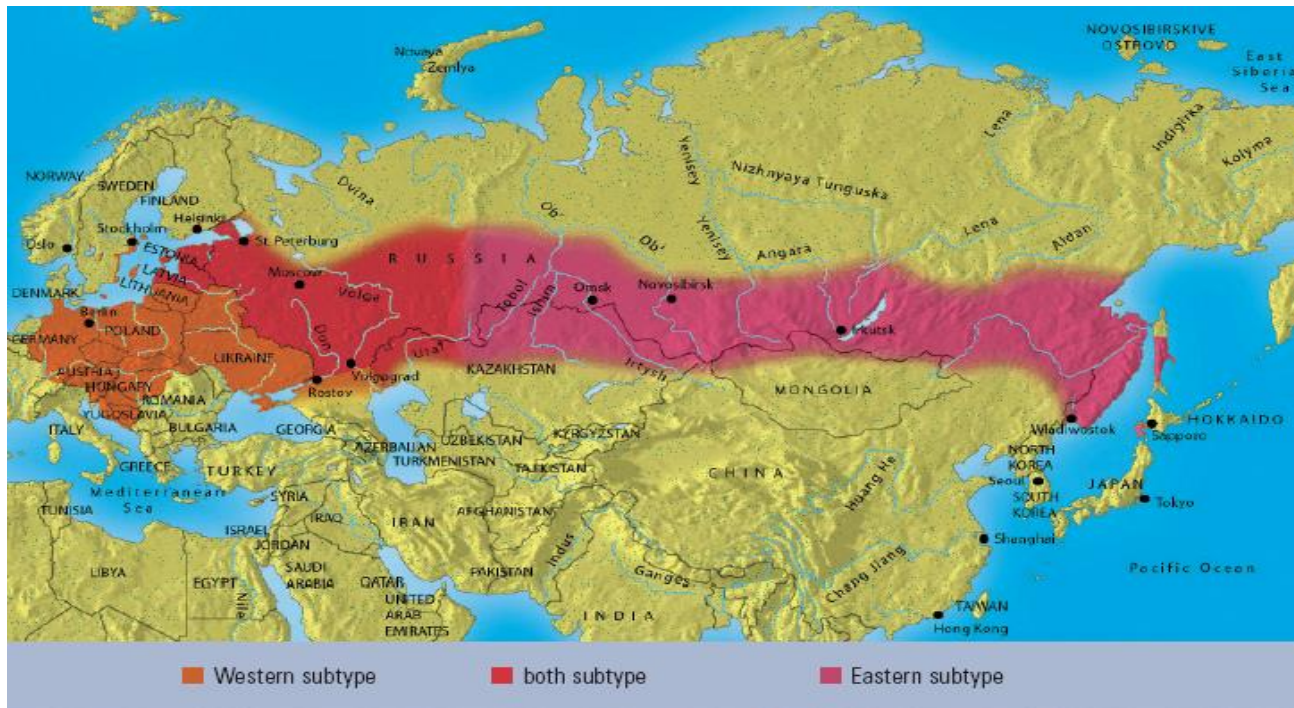 NOVOSIBIRSKIVE
OSTROVO
East
Siberia
Sea
Novaya
Zemlya
Lena
Indigirka
Kolyma
Yenisey
Nizhnyaya Tunguska
Dvina
NORWAY
SWEDEN
FINLAND
Helsinki
Ob'
Stockholm
Oslo
St. Peterburg
ESTONIA
Ob'
Yenisey
Angara
Lena
Aldan
RUSSIA
LATVIA
LITHUANIA
Moscow
Volga
Tobol
Ishim
Omsk
Novosibirsk
DENMARK
Berlin
GERMANY
POLAND
Don
Irkutsk
UKRAINE
Ural
AUSTRIA
HUNGARY
Volgograd
KAZAKHSTAN
Irtysh
MONGOLIA
Rostov
ROMANIA
YUGOSLAVIA
BULGARIA
ITALY
GEORGIA
HOKKAIDO
Wladiwostok
Sapporo
AZERBAIJAN
UZBEKISTAN
KYRGYZSTAN
TURKMENISTAN
TAJKISTAN
NORTH
KOREA
GREECE
TURKEY
CHINA
Huang He
Seoul
SOUTH
KOREA
JAPAN
Tokyo
Mediterranean
Sea
SYRIA
TUNISIA
IRAQ
IRAN
AFGHANISTAN
ISRAEL
JORDAN
Indus
Shanghai
LIBYA
EGYPT
Nile
SAUDI
ARABIA
QATAR
PAKISTAN
Ganges
Chang Jiang
Pacific Ocean
UNITED
ARAB
EMIRATES
INDIA
TAIWAN
Hong Kong
Western subtype
both subtype
Eastern subtype